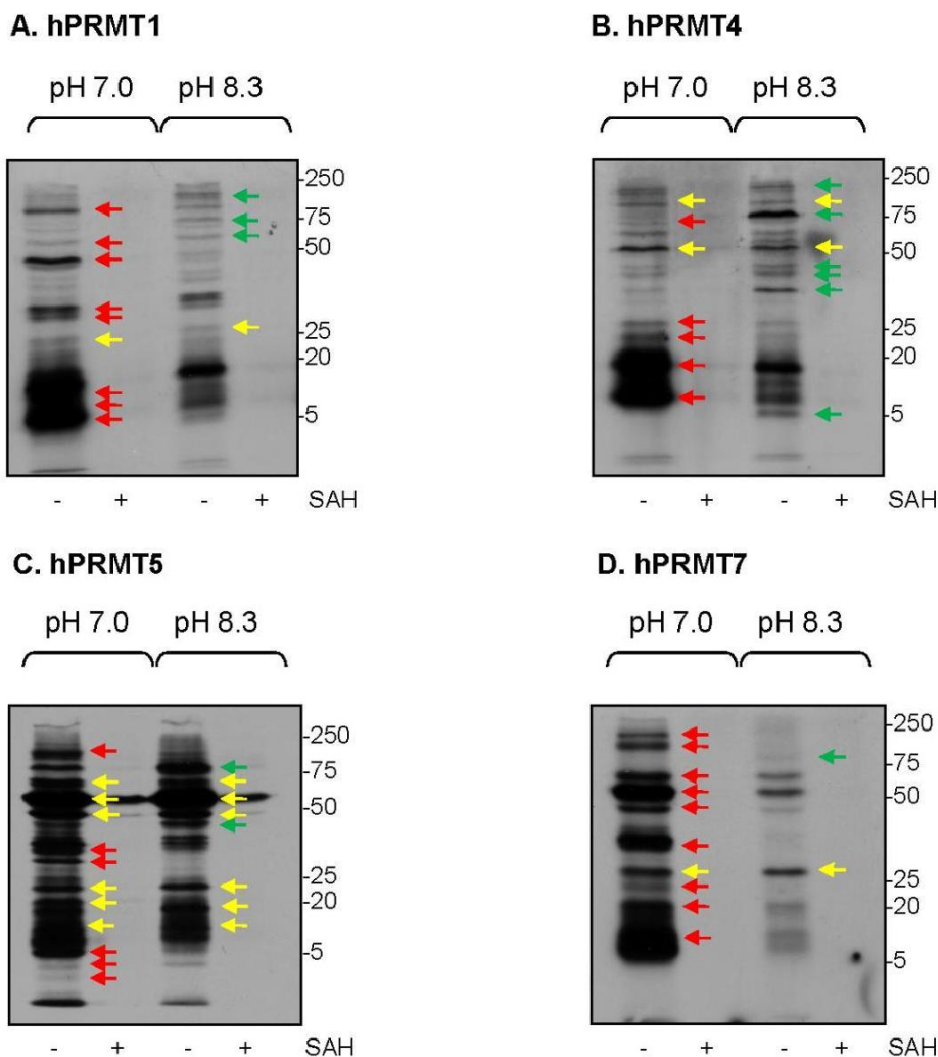 A. hPRMT1
pH 7.0 pH 8.3
-250
-75
-50
-25
-20
-5
- + - + SAH
B. hPRMT4
pH 7.0 pH 8.3
-250
-75
-50
-25
-20
-5
- + - + SAH
C. hPRMT5
pH 7.0 pH 8.3
-250
-75
-50
-25
-20
-5
- + - + SAH
D. hPRMT7
pH 7.0 pH 8.3
-250
-75
-50
-25
-20
-5
- + - + SAH